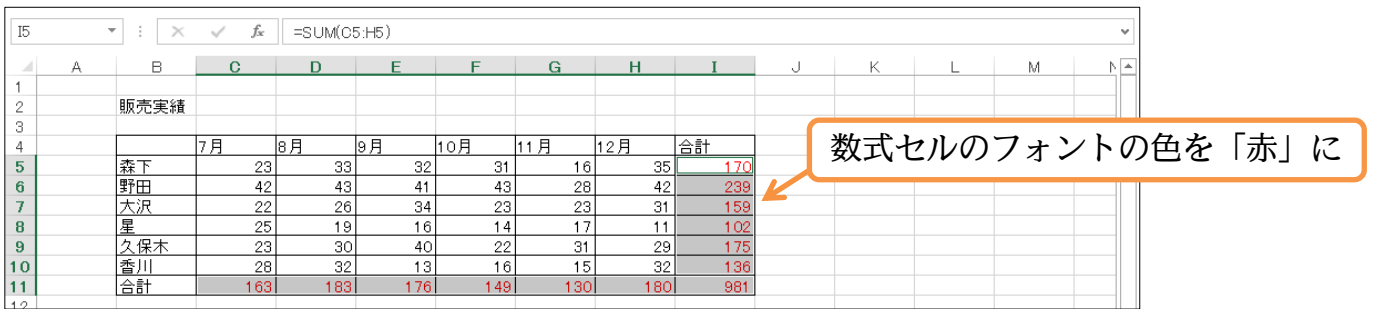 I5 fx =SUM(C5:H5)
A B C D E F G H I J K L M
1
2 販売実績
3
4 7月 8月 9月 10月 11月 12月 合計
5 森下 23 33 32 31 16 35 170
6 野田 42 43 41 43 28 42 239
7 大沢 22 26 34 23 23 31 159
8 星 25 19 16 14 17 11 102
9 久保木 23 30 40 22 31 29 175
10 香川 28 32 13 16 15 32 136
11 合計 163 183 176 149 130 180 981
数式セルのフォントの色を「赤」に